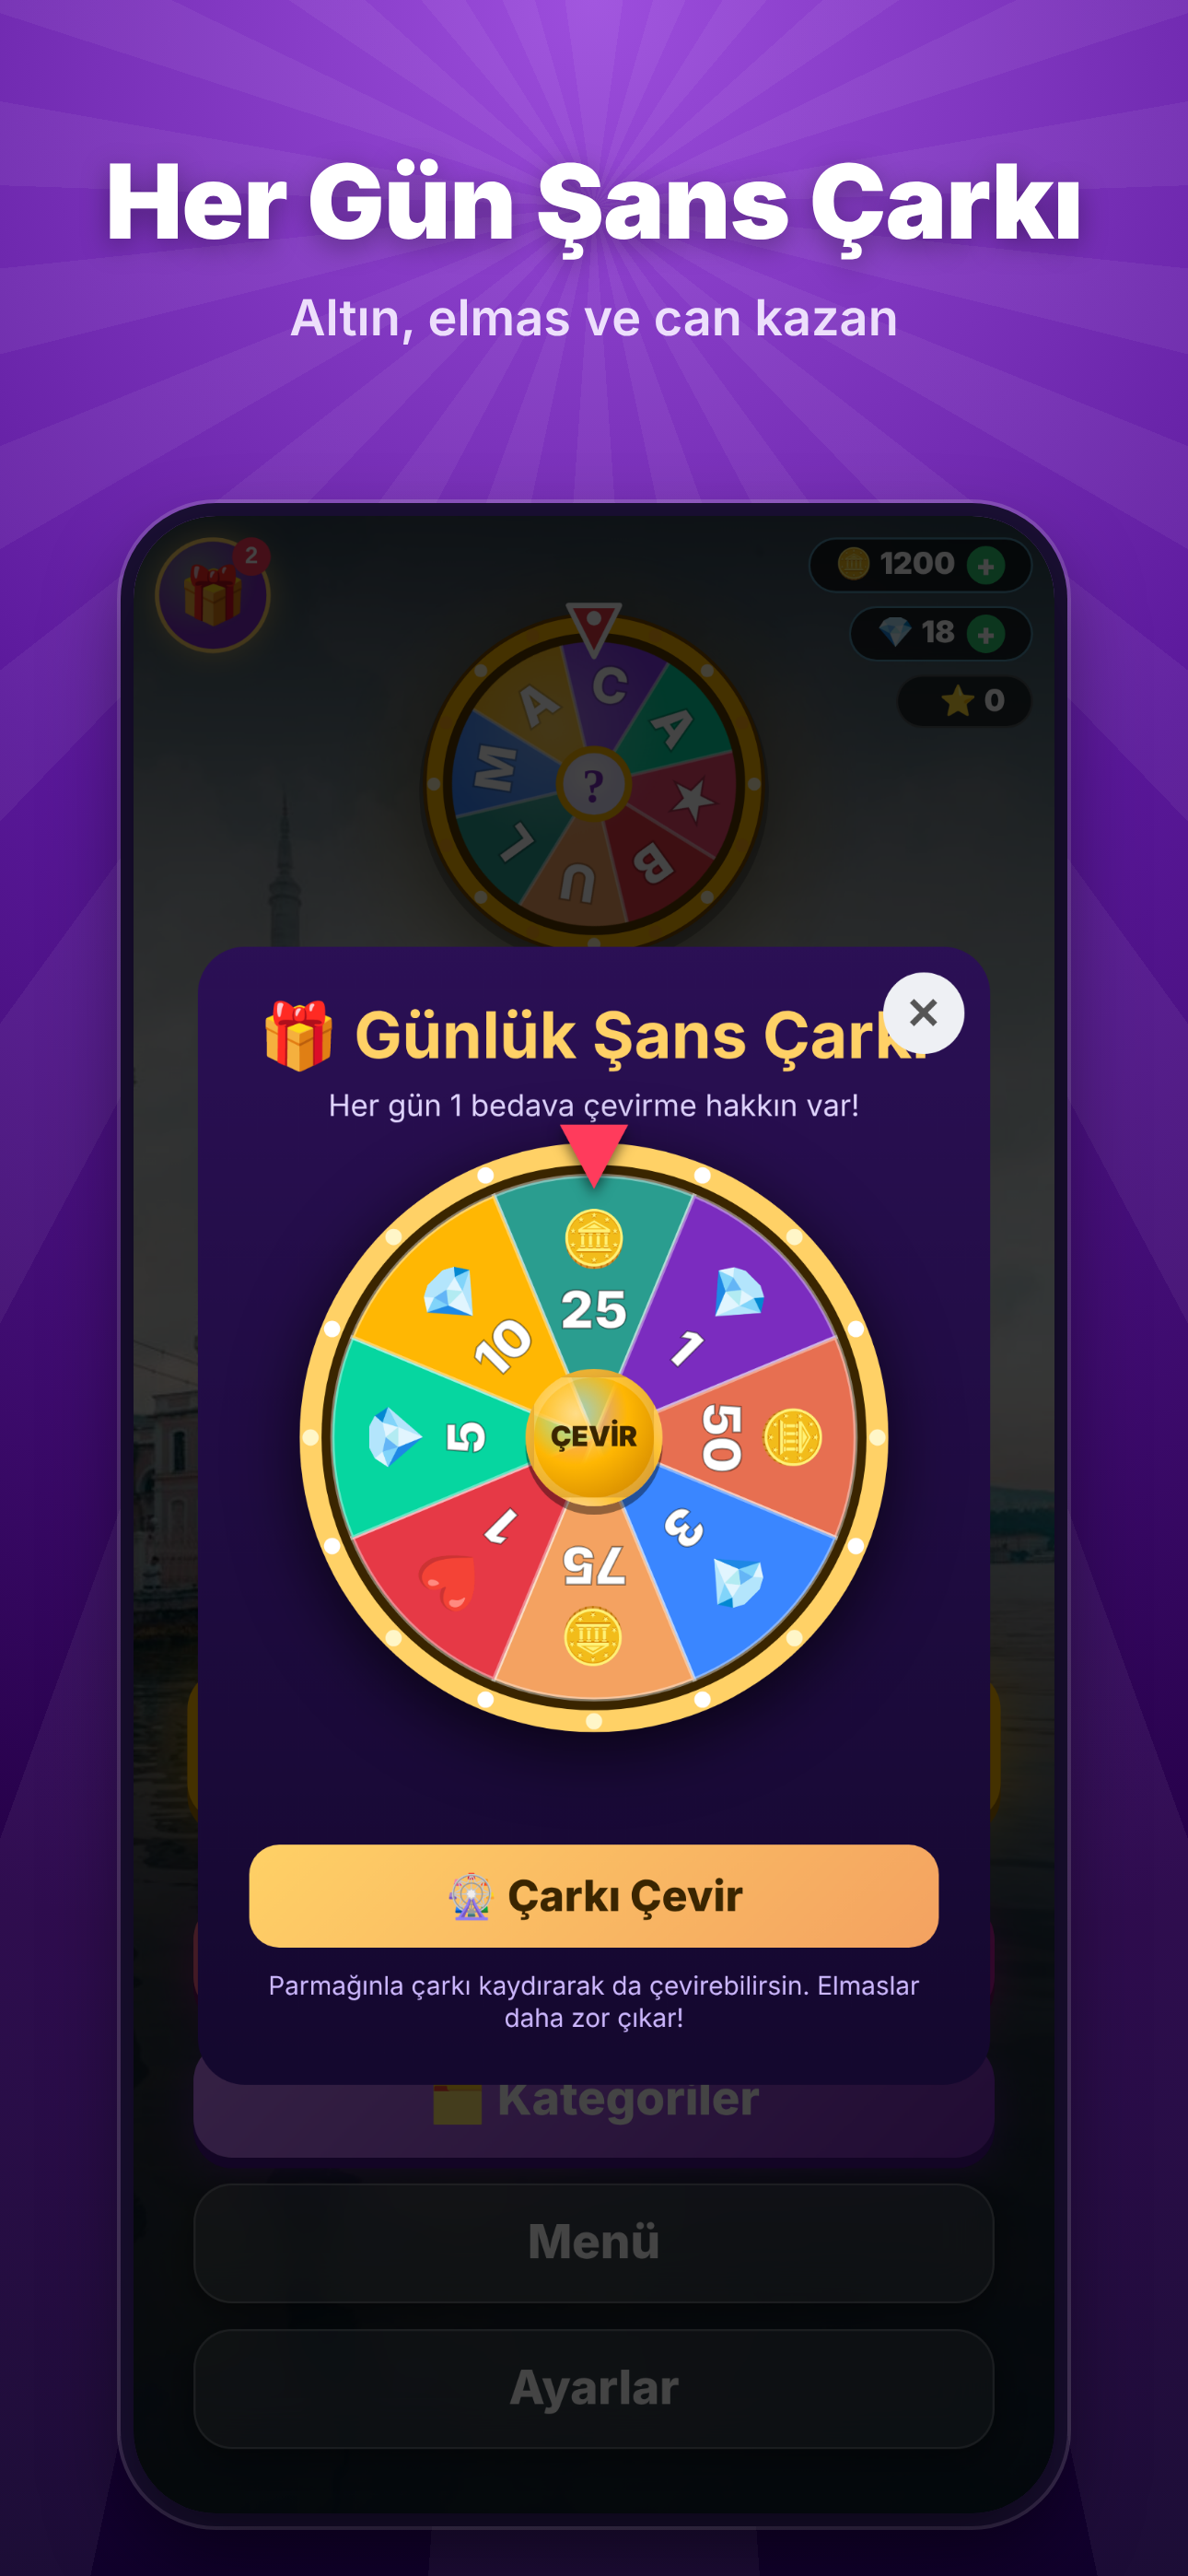 Her Gün Şans Çarkı
Altın, elmas ve can kazan
2
1200 +
18 +
0
A C A
M ? ★
L U B
🎁 Günlük Şans Çarkı
Her gün 1 bedava çevirme hakkın var!
25
10 1
5 ÇEVİR 50
1 3
75
🎡 Çarkı Çevir
Parmağınla çarkı kaydırarak da çevirebilirsin. Elmaslar
daha zor çıkar!
Kategoriler
Menü
Ayarlar